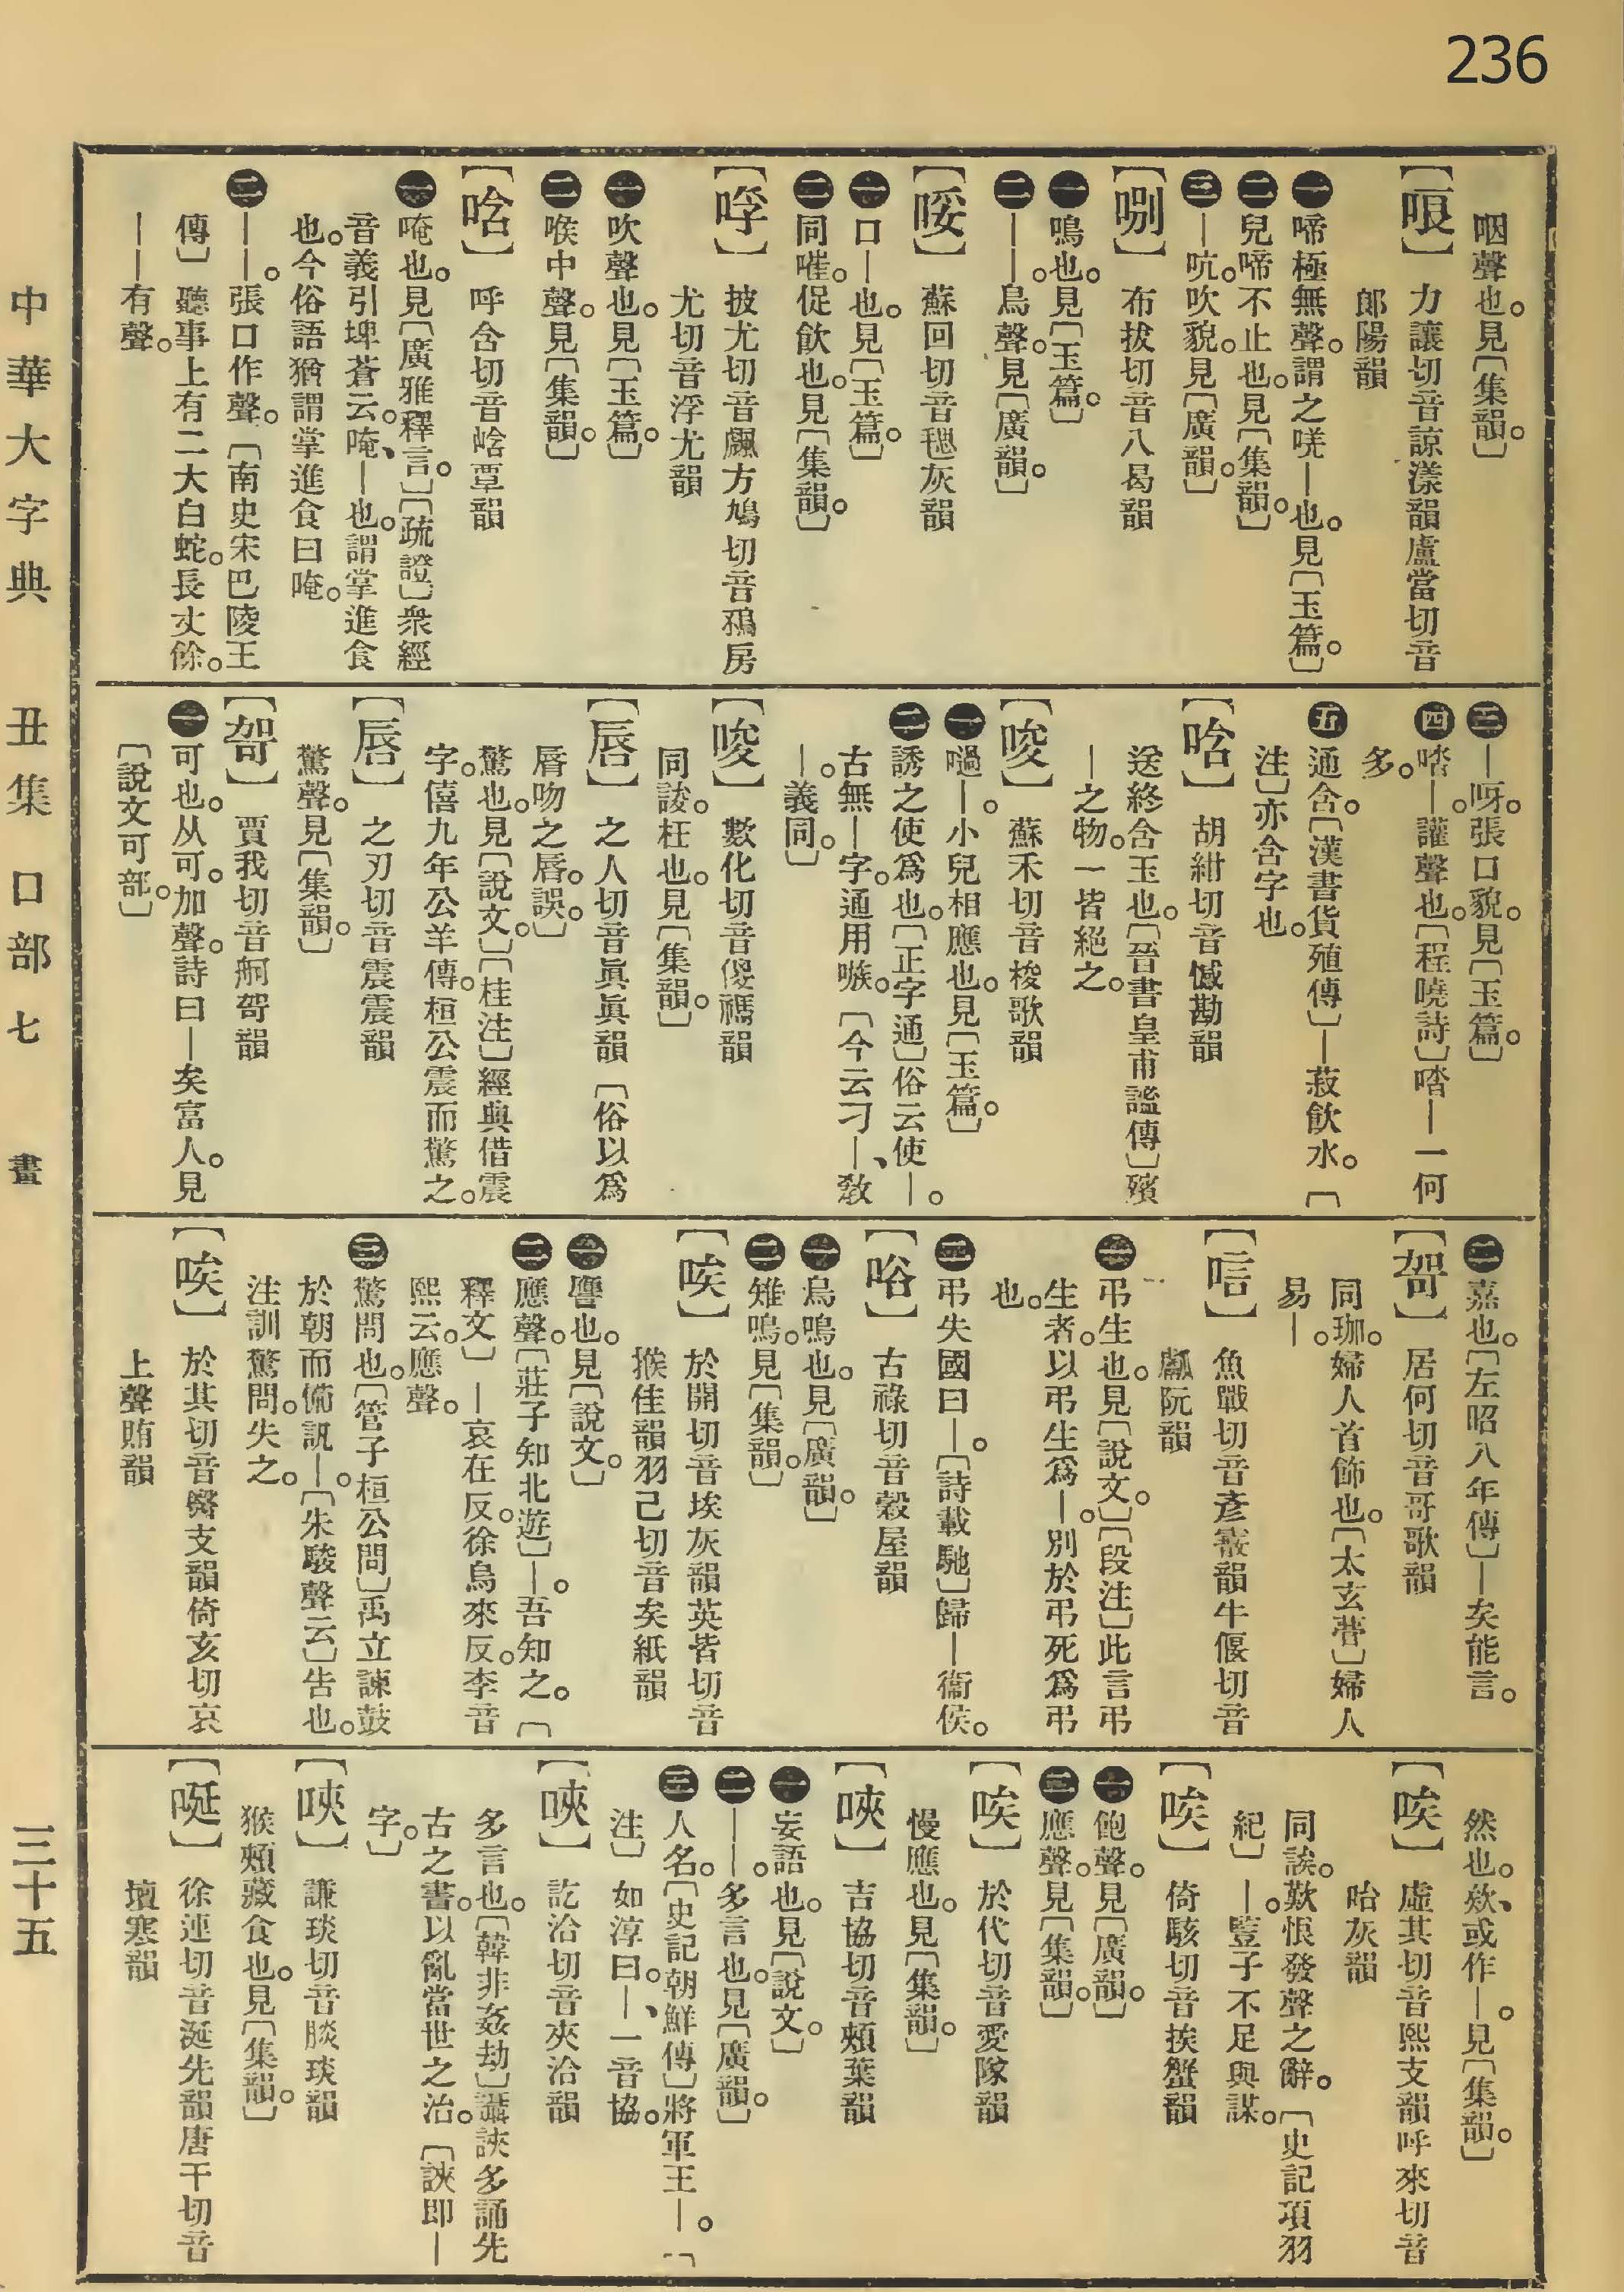 236
咽聲也。見〔集韻。〕
〔哴〕力讓切音諒漾韻盧當切音
郎陽韻
㊀啼極無聲。謂之唴—也。見〔玉篇。〕
㊁兒啼不止也。見〔集韻。〕
㊂—吭。吹貌。見〔廣韻。〕
〔哵〕布拔切音八曷韻
㊀鳴也。見〔玉篇。〕
㊁——。鳥聲。見〔廣韻。〕
〔哸〕蘇回切音毸灰韻
㊀口—也。見〔玉篇。〕
㊁同嗺。促飲也。見〔集韻。〕
〔哹〕披尤切音飍方鳩切音鴀房
尤切音浮尤韻
㊀吹聲也。見〔玉篇。〕
㊁喉中聲。見〔集韻。〕
〔唅〕呼含切音㟏覃韻
㊀唵也。見〔廣雅釋言。〕〔疏證〕衆經
音義引埤蒼云。唵、—也。謂掌進食
也。今俗語猶謂掌進食曰唵。
㊁——。張口作聲。〔南史宋巴陵王
傳〕聽事上有二大白蛇。長丈餘。
——有聲。
㊂—呀。張口貌。見〔玉篇。〕
㊃㗳—。讙聲也。〔程曉詩〕㗳—一何
多。
㊄通含。〔漢書貨殖傳〕—菽飲水。〔
注〕亦含字也。
〔唅〕胡紺切音憾勘韻
送終含玉也。〔晉書皇甫謐傳〕殯
—之物。一皆絕之。
〔唆〕蘇禾切音梭歌韻
㊀嗢—。小兒相應也。見〔玉篇。〕
㊁誘之使爲也。〔正字通〕俗云使—。
古無—字。通用嗾。〔今云刁—、教
—。義同。〕
〔唆〕數化切音傻禡韻
同諁。枉也。見〔集韻。〕
〔唇〕之人切音眞眞韻〔俗以爲
脣吻之唇。誤。〕
驚也。見〔說文。〕〔桂注〕經典借震
字。僖九年公羊傳。桓公震而驚之。
〔唇〕之刃切音震震韻
驚聲。見〔集韻。〕
〔哿〕賈我切音舸哿韻
㊀可也。从可。加聲。詩曰—矣富人。見
〔說文可部。〕
㊁嘉也。〔左昭八年傳〕—矣能言。
〔哿〕居何切音哥歌韻
同珈。婦人首飾也。〔太玄瞢〕婦人
易—。
〔唁〕魚戰切音彥霰韻牛偃切音
甗阮韻
㊀弔生也。見〔說文。〕〔段注〕此言弔
生者。以弔生爲—。別於弔死爲弔
也。
㊁弔失國曰—。〔詩載馳〕歸—衞侯。
〔唂〕古祿切音穀屋韻
㊀鳥鳴也。見〔廣韻。〕
㊁雉鳴。見〔集韻。〕
〔唉〕於開切音埃灰韻英皆切音
挨佳韻羽己切音矣紙韻
㊀譍也。見〔說文。〕
㊁應聲。〔莊子知北遊〕—。吾知之。〔
釋文〕—哀在反。徐烏來反。李音
熙云。應聲。
㊂驚問也。〔管子桓公問〕禹立諫鼓
於朝而備訊—。〔朱駿聲云〕告也。
注訓驚問。失之。
〔唉〕於其切音醫支韻倚亥切哀
上聲賄韻
然也。欸、或作—。見〔集韻。〕
〔唉〕虛其切音熙支韻呼來切音
咍灰韻
同誒。歎恨發聲之辭。〔史記項羽
紀〕—。豎子不足與謀。
〔唉〕倚駭切音挨蟹韻
㊀飽聲。見〔廣韻。〕
㊁應聲。見〔集韻。〕
〔唉〕於代切音愛隊韻
慢應也。見〔集韻。〕
〔唊〕吉協切音頰葉韻
㊀妄語也。見〔說文。〕
㊁——。多言也。見〔廣韻。〕
㊂人名。〔史記朝鮮傳〕將軍王—。〔
注〕如淳曰。—、一音協。
〔唊〕訖洽切音夾洽韻
多言也。〔韓非姦劫〕讘䛟多誦先
古之書。以亂當世之治。〔䛟即—
字。〕
〔唊〕謙琰切音膁琰韻
猴頰藏食也。見〔集韻。〕
〔唌〕徐連切音涎先韻唐干切音
壇寒韻
中華大字典　丑集　口部七　畫　三十五